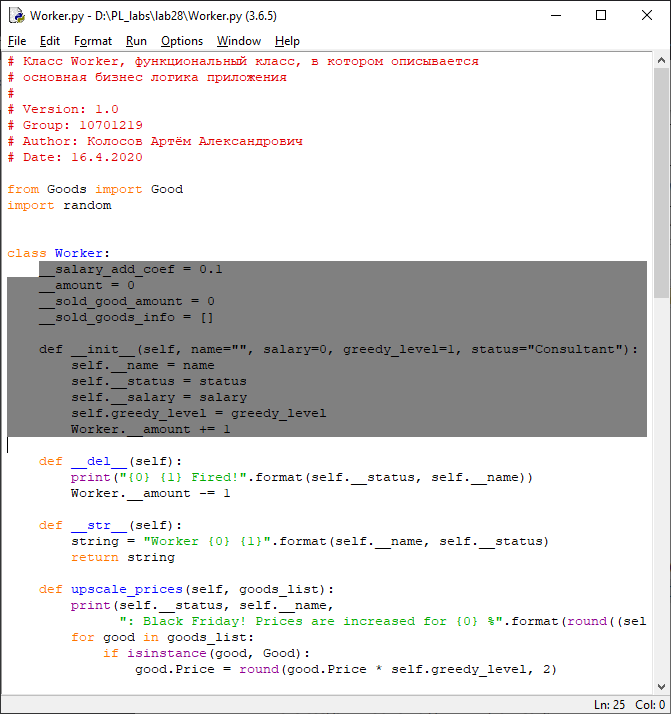 Worker.py - D:\PL_labs\lab28\Worker.py (3.6.5)
File Edit Format Run Options Window Help
# Класс Worker, функциональный класс, в котором описывается
# основная бизнес логика приложения
#
# Version: 1.0
# Group: 10701219
# Author: Колосов Артём Александрович
# Date: 16.4.2020
from Goods import Good
import random
class Worker:
    __salary_add_coef = 0.1
    __amount = 0
    __sold_good_amount = 0
    __sold_goods_info = []
    def __init__(self, name="", salary=0, greedy_level=1, status="Consultant"):
        self.__name = name
        self.__status = status
        self.__salary = salary
        self.greedy_level = greedy_level
        Worker.__amount += 1
    def __del__(self):
        print("{0} {1} Fired!".format(self.__status, self.__name))
        Worker.__amount -= 1
    def __str__(self):
        string = "Worker {0} {1}".format(self.__name, self.__status)
        return string
    def upscale_prices(self, goods_list):
        print(self.__status, self.__name,
              ": Black Friday! Prices are increased for {0} %".format(round((sel
        for good in goods_list:
            if isinstance(good, Good):
                good.Price = round(good.Price * self.greedy_level, 2)
Ln: 25 Col: 0